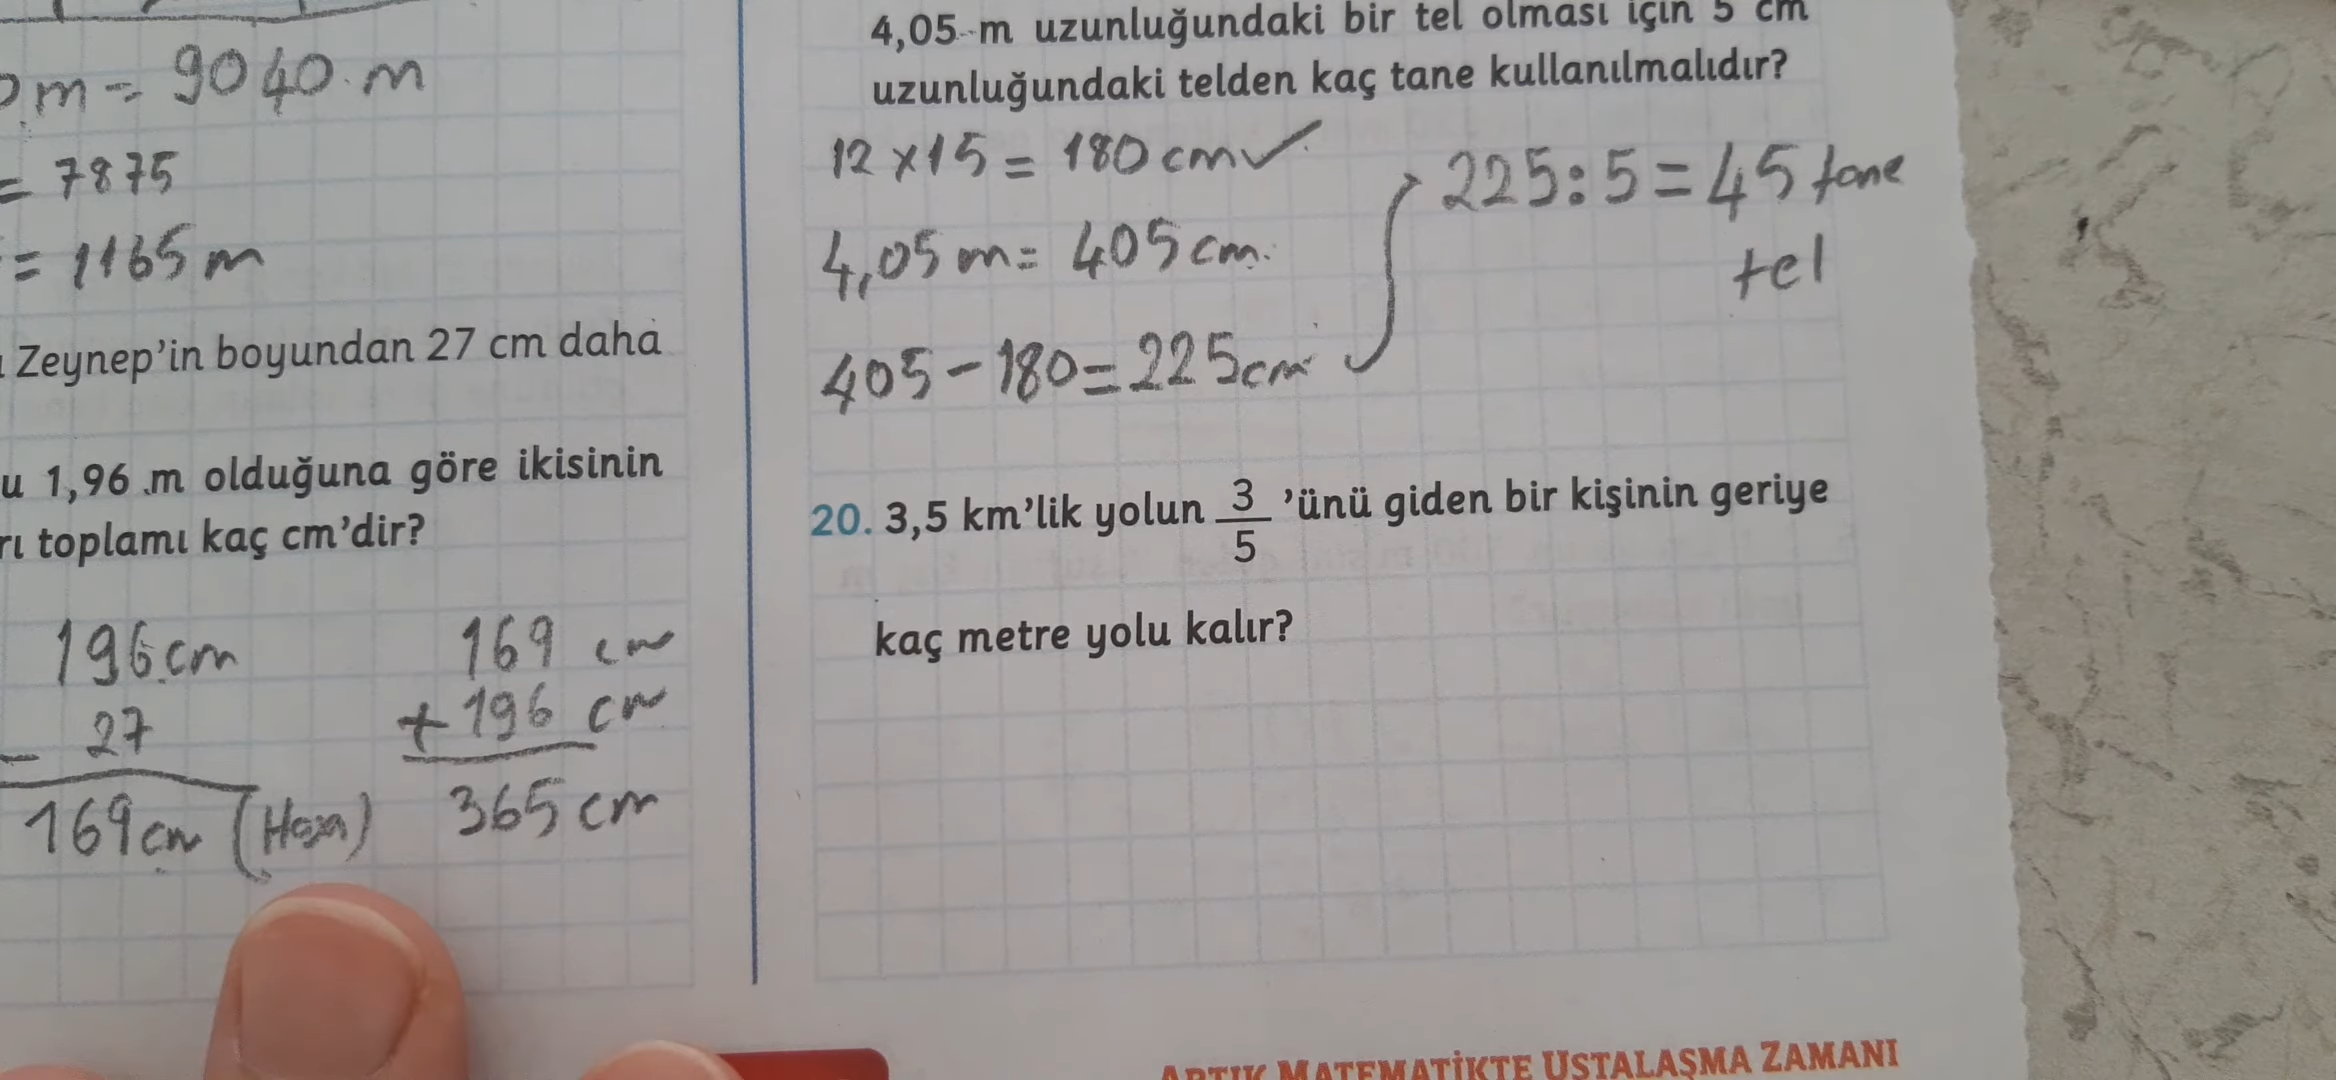 m = 9040 m
= 7875
= 1165 m
Zeynep'in boyundan 27 cm daha
u 1,96 m olduğuna göre ikisinin
rı toplamı kaç cm'dir?
196 cm
- 27
169 cm
169 cm
+ 196 cm
365 cm
4,05 m uzunluğundaki bir tel olması için 5 cm
uzunluğundaki telden kaç tane kullanılmalıdır?
12 x 15 = 180 cm ✓
4,05 m = 405 cm
405 - 180 = 225 cm
225 : 5 = 45 tane
tel
20. 3,5 km'lik yolun 3/5 'ünü giden bir kişinin geriye
kaç metre yolu kalır?
ARTIK MATEMATİKTE USTALAŞMA ZAMANI